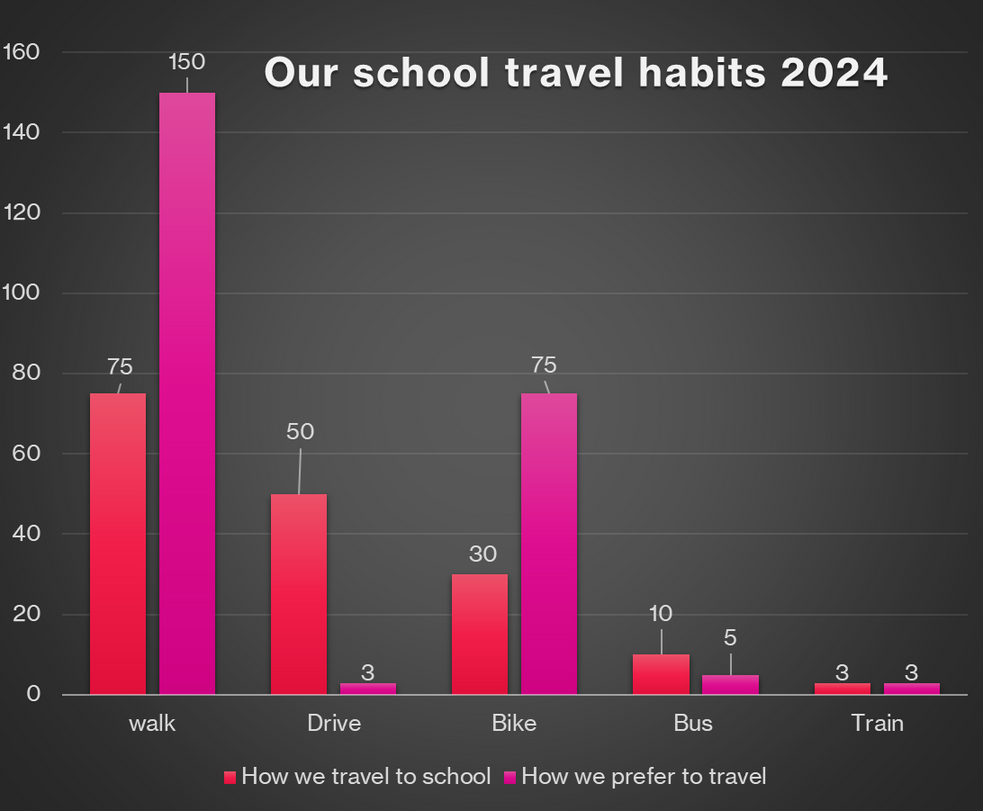 Our school travel habits 2024
160
140
120
100
80
60
40
20
0
75
150
50
3
30
75
10
5
3
3
walk
Drive
Bike
Bus
Train
How we travel to school
How we prefer to travel